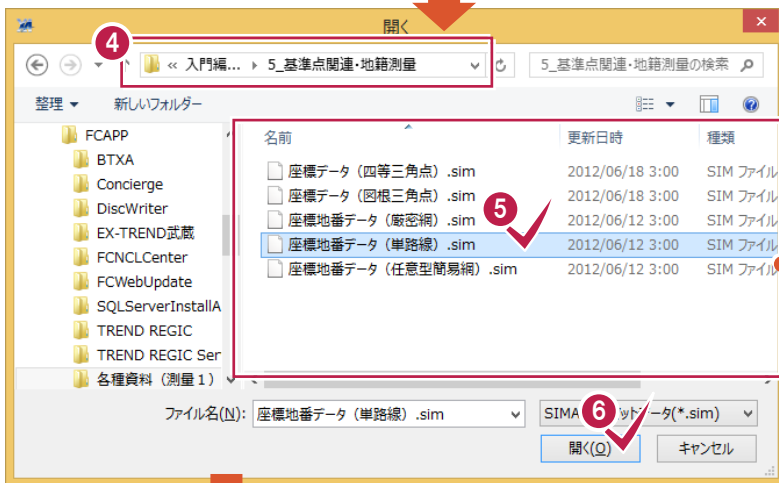 開く
4
« 入門編... ▸ 5_基準点関連・地籍測量
5_基準点関連・地籍測量の検索
整理 ▼ 新しいフォルダー
FCAPP
BTXA
Concierge
DiscWriter
EX-TREND武蔵
FCNCLCenter
FCWebUpdate
SQLServerInstallA
TREND REGIC
TREND REGIC Ser
各種資料（測量１）
名前 更新日時 種類
座標データ（四等三角点）.sim 2012/06/18 3:00 SIM ファイル
座標データ（図根三角点）.sim 2012/06/18 3:00 SIM ファイル
座標地番データ（厳密網）.sim 2012/06/12 3:00 SIM ファイル
5
座標地番データ（単路線）.sim 2012/06/12 3:00 SIM ファイル
座標地番データ（任意型簡易網）.sim 2012/06/12 3:00 SIM ファイル
ファイル名(N): 座標地番データ（単路線）.sim
SIMA ータ(*.sim)
6
開く(O) キャンセル